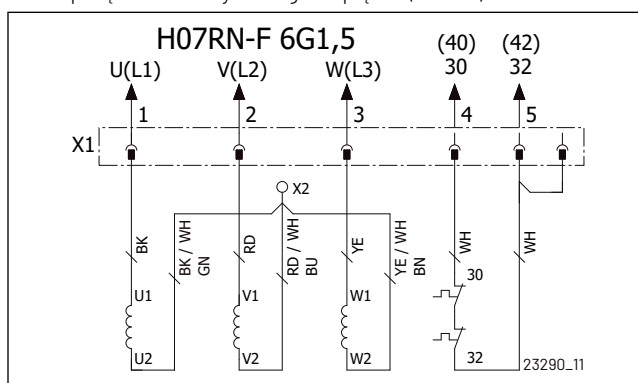 H07RN-F 6G1,5
(40) (42)
U(L1) V(L2) W(L3) 30 32
1 2 3 4 5
X1
X2
BK
BK / WH
GN
RD
RD / WH
BU
YE
YE / WH
BN
WH
WH
30
U1 V1 W1
U2 V2 W2 32
23290_11